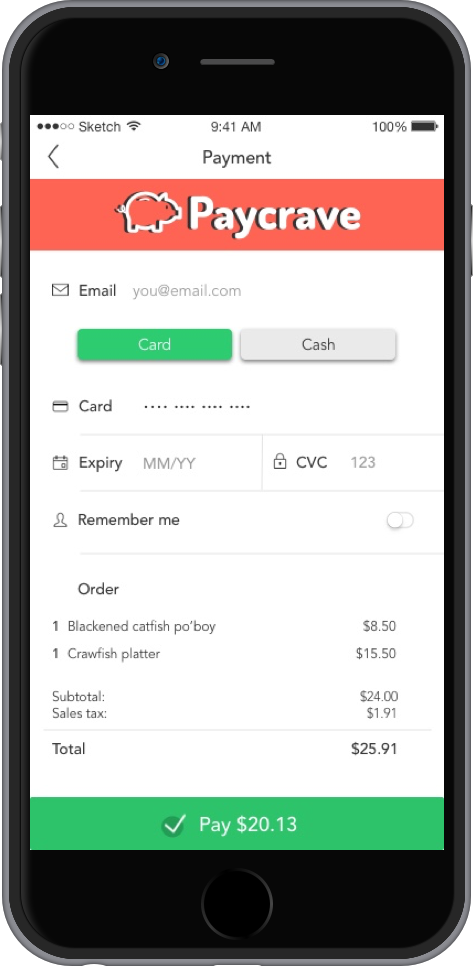 ●●●○○ Sketch 9:41 AM 100%
Payment
Paycrave
Email you@email.com
Card Cash
Card •••• •••• •••• ••••
Expiry MM/YY CVC 123
Remember me
Order
1 Blackened catfish po’boy $8.50
1 Crawfish platter $15.50
Subtotal: $24.00
Sales tax: $1.91
Total $25.91
Pay $20.13